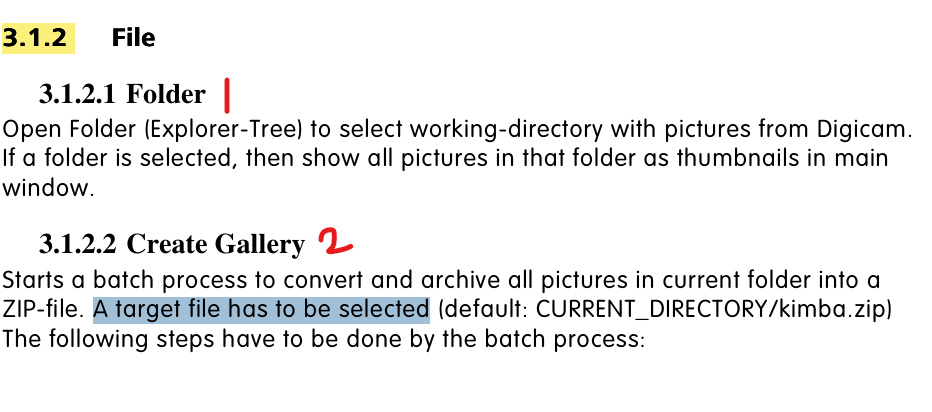 3.1.2 File
3.1.2.1 Folder |
Open Folder (Explorer-Tree) to select working-directory with pictures from Digicam.
If a folder is selected, then show all pictures in that folder as thumbnails in main
window.
3.1.2.2 Create Gallery 2
Starts a batch process to convert and archive all pictures in current folder into a
ZIP-file. A target file has to be selected (default: CURRENT_DIRECTORY/kimba.zip)
The following steps have to be done by the batch process: